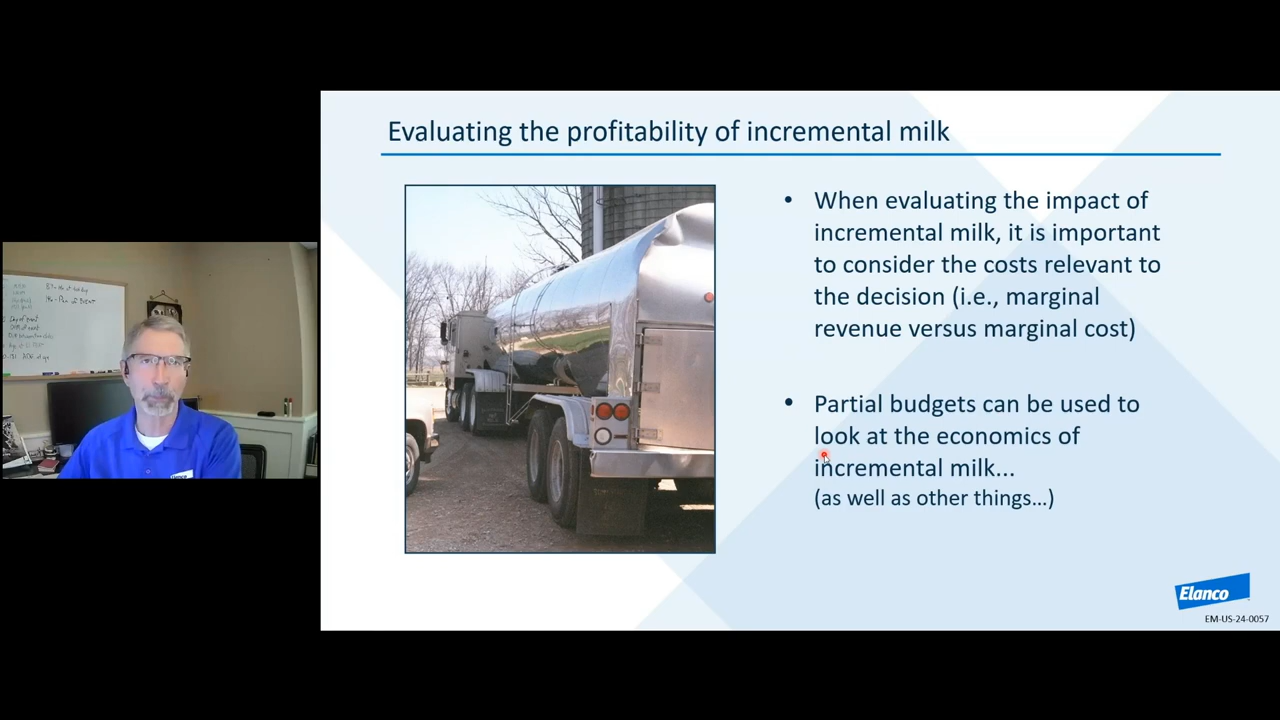 Evaluating the profitability of incremental milk
• When evaluating the impact of
incremental milk, it is important
to consider the costs relevant to
the decision (i.e., marginal
revenue versus marginal cost)
• Partial budgets can be used to
look at the economics of
incremental milk...
(as well as other things...)
Elanco
EM-US-24-0057